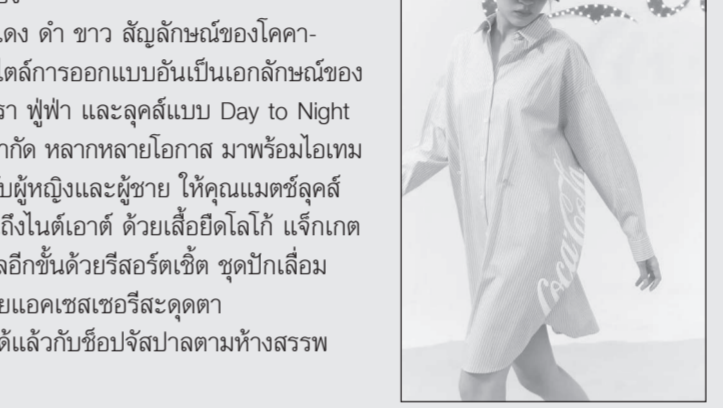 แดง ดำ ขาว สัญลักษณ์ของโคคา-
ไตล์การออกแบบอันเป็นเอกลักษณ์ของ
รา ฟู่ฟ่า และลุคส์แบบ Day to Night
ากัด หลากหลายโอกาส มาพร้อมไอเทม
ับผู้หญิงและผู้ชาย ให้คุณแมตช์ลุคส์
ถึงไนต์เอาต์ ด้วยเสื้อยืดโลโก้ แจ็กเกต
ลอีกขั้นด้วยรีสอร์ตเชิ้ต ชุดปักเลื่อม
ยแอคเซสเซอรีสะดุดตา
ด้แล้วกับช็อปจัสปาลตามห้างสรรพ
Coca-Cola